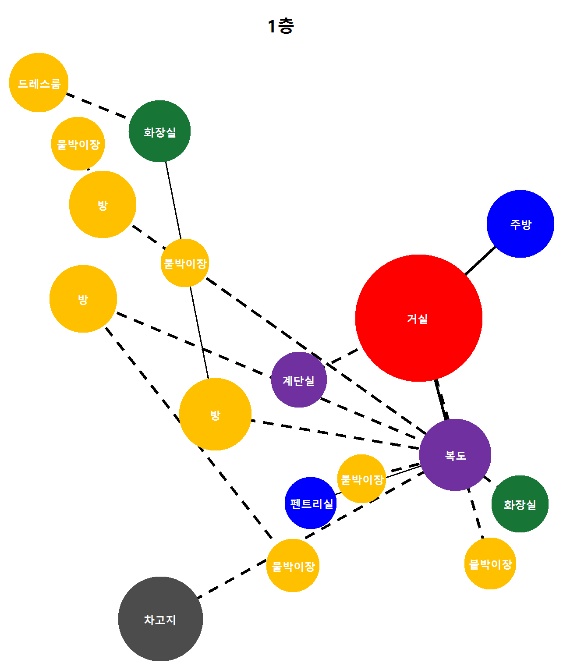 1층
드레스룸
화장실
붙박이장
방
주방
붙박이장
방
거실
계단실
방
복도
붙박이장
펜트리실
화장실
붙박이장
붙박이장
차고지